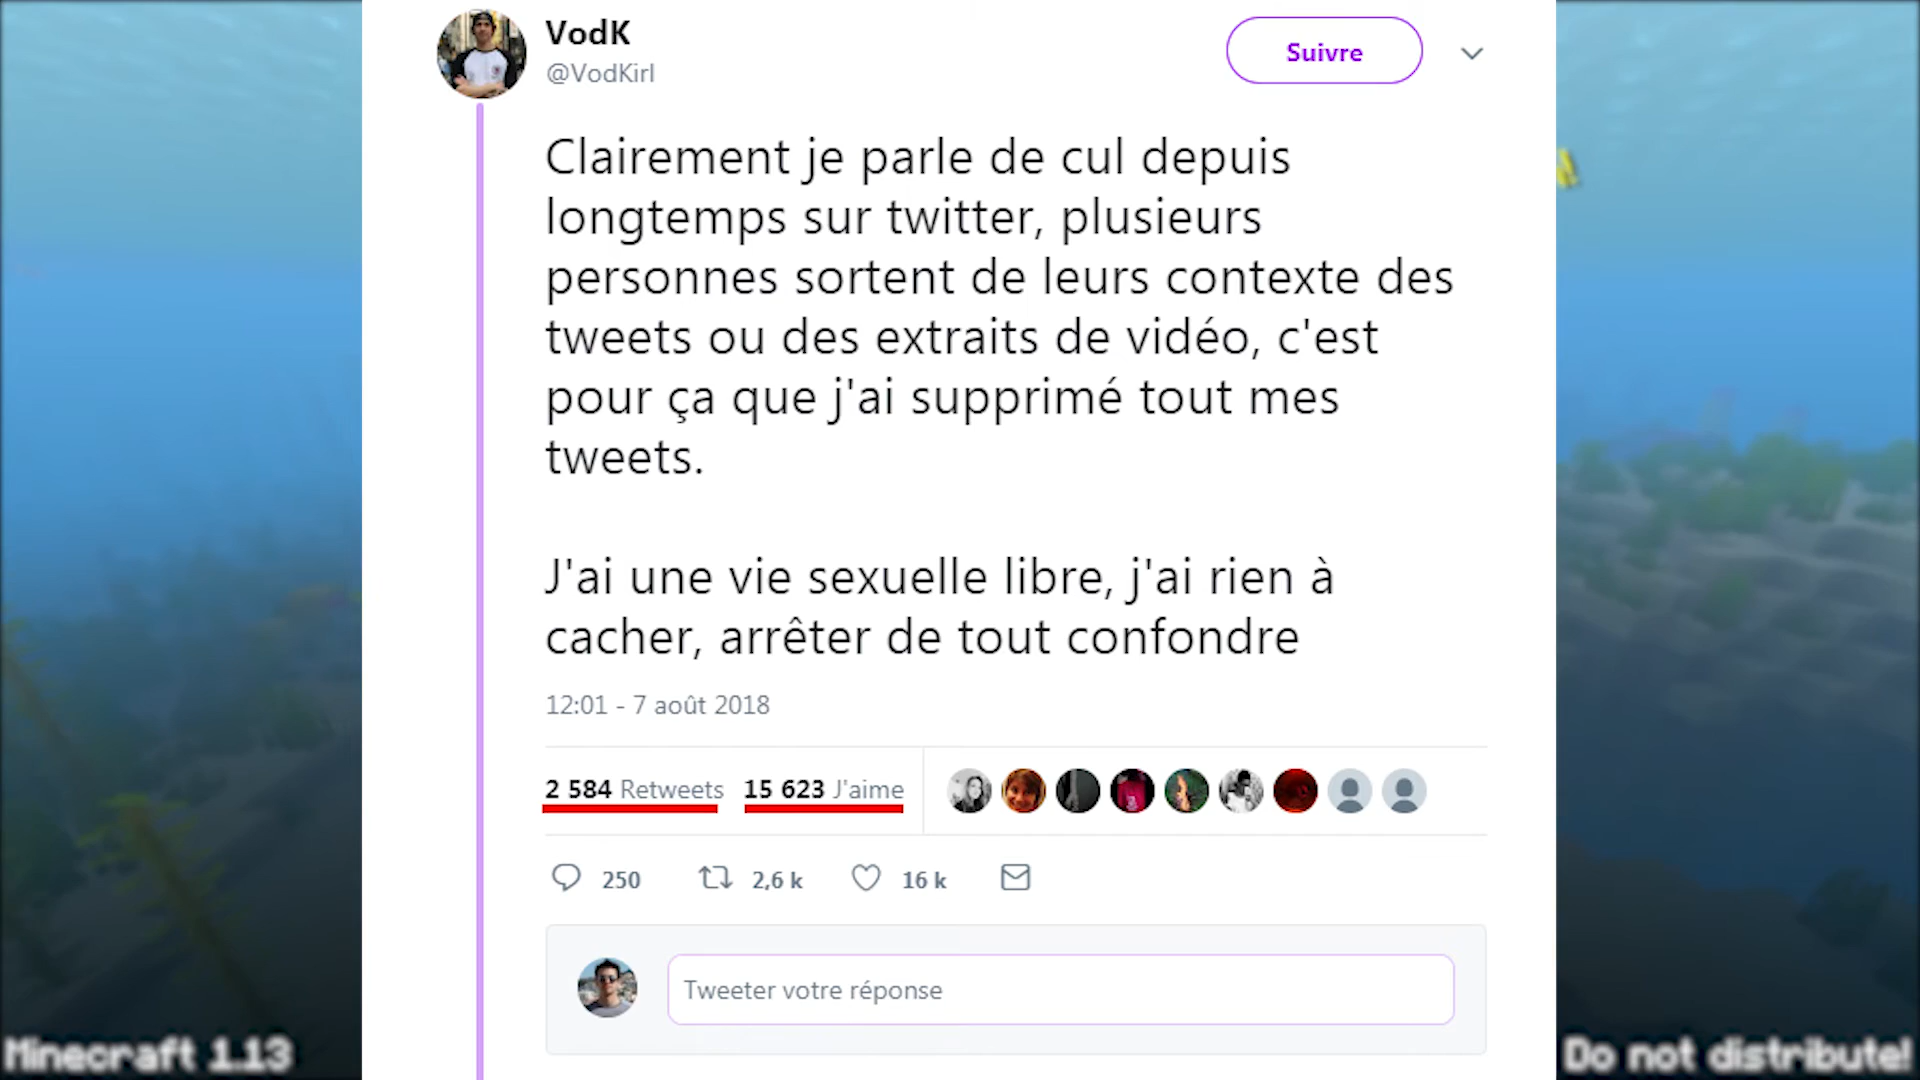 VodK
@VodKirl
Suivre
Clairement je parle de cul depuis
longtemps sur twitter, plusieurs
personnes sortent de leurs contexte des
tweets ou des extraits de vidéo, c'est
pour ça que j'ai supprimé tout mes
tweets.
J'ai une vie sexuelle libre, j'ai rien à
cacher, arrêter de tout confondre
12:01 - 7 août 2018
2 584 Retweets 15 623 J'aime
250 2,6 k 16 k
Tweeter votre réponse
Minecraft 1.13
Do not distribute!